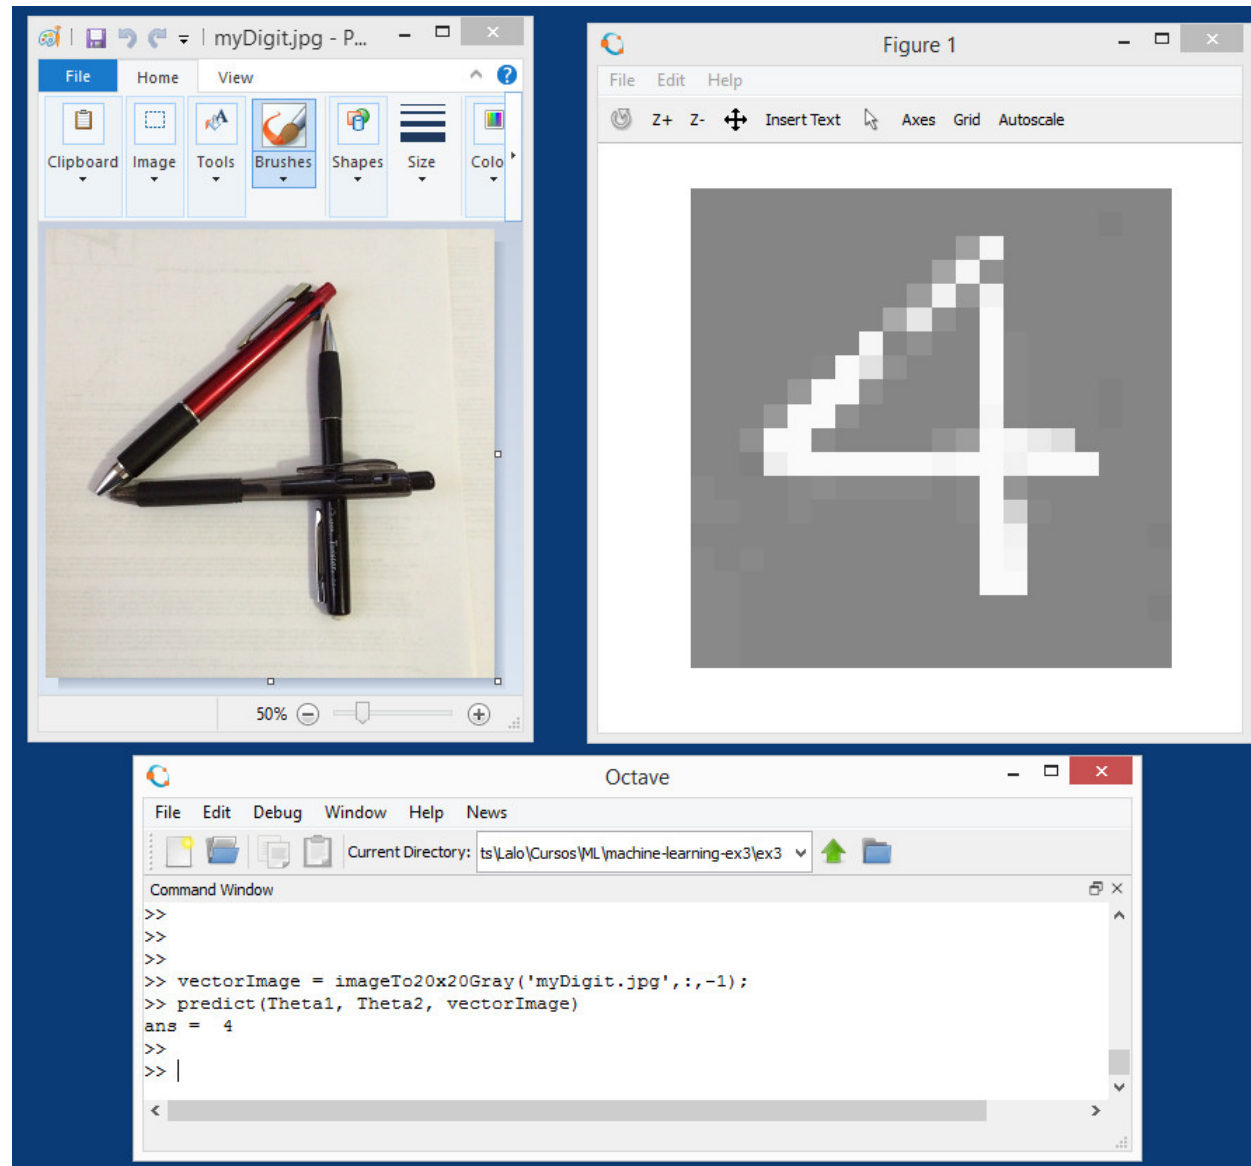 myDigit.jpg - P...
File Home View
Clipboard Image Tools Brushes Shapes Size Colo
50%
Figure 1
File Edit Help
Z+ Z- Insert Text Axes Grid Autoscale
Octave
File Edit Debug Window Help News
Current Directory: ts\Lalo\Cursos\ML\machine-learning-ex3\ex3
Command Window
>>
>>
>>
>> vectorImage = imageTo20x20Gray('myDigit.jpg',:,-1);
>> predict(Theta1, Theta2, vectorImage)
ans = 4
>>
>>